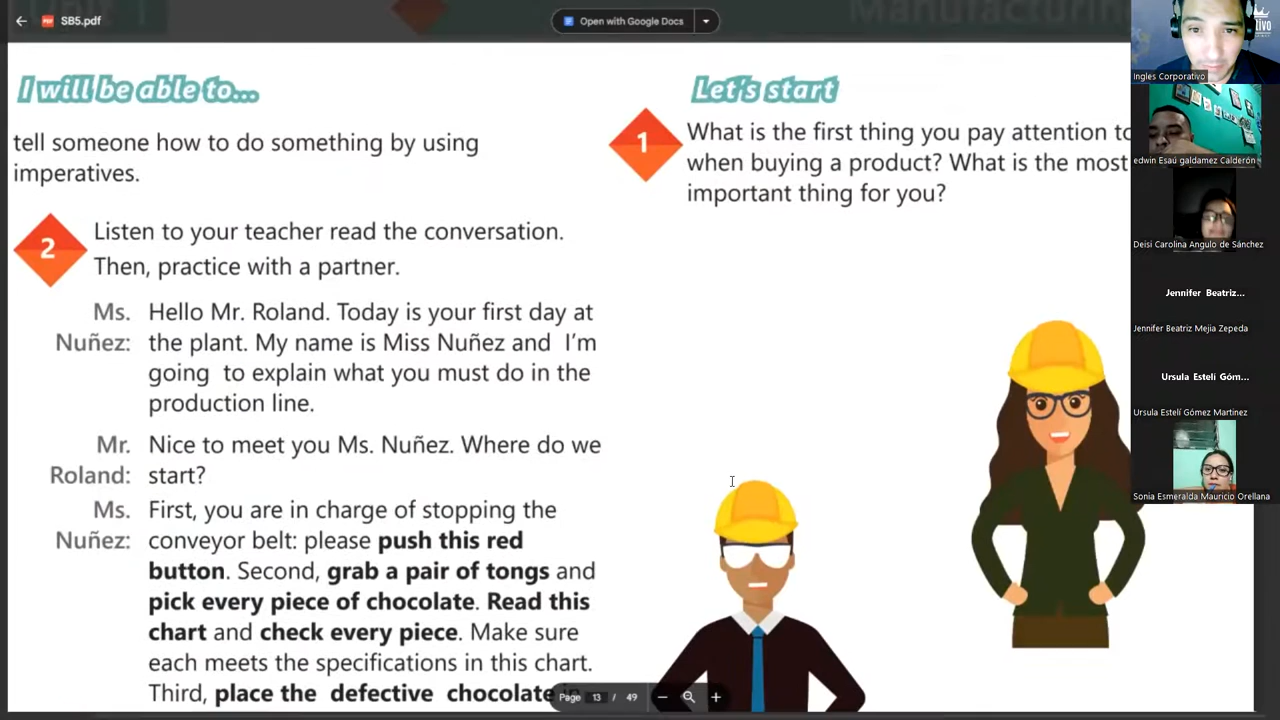 SB5.pdf
Open with Google Docs
Manufacturin
I will be able to...
tell someone how to do something by using
imperatives.
2
Listen to your teacher read the conversation.
Then, practice with a partner.
Ms. Hello Mr. Roland. Today is your first day at
Nuñez: the plant. My name is Miss Nuñez and I'm
going to explain what you must do in the
production line.
Mr. Nice to meet you Ms. Nuñez. Where do we
Roland: start?
Ms. First, you are in charge of stopping the
Nuñez: conveyor belt: please push this red
button. Second, grab a pair of tongs and
pick every piece of chocolate. Read this
chart and check every piece. Make sure
each meets the specifications in this chart.
Third, place the defective chocolate in
Let's start
1
What is the first thing you pay attention to
when buying a product? What is the most
important thing for you?
Page 13 / 49
Ingles Corporativo
edwin Esaú galdamez Calderón
Deisi Carolina Angulo de Sánchez
Jennifer Beatriz...
Jennifer Beatriz Mejia Zepeda
Ursula Estelí Góm...
Ursula Estelí Gómez Martinez
Sonia Esmeralda Mauricio Orellana